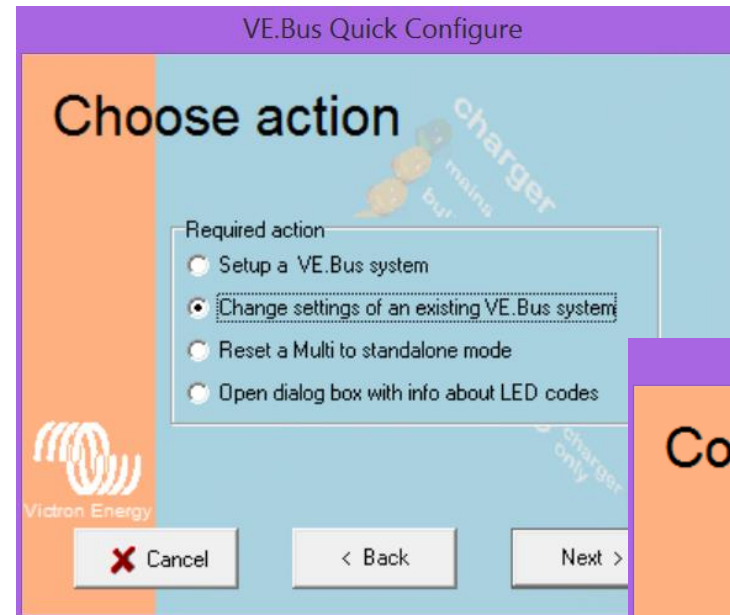 VE.Bus Quick Configure
Choose action
charger
mains
Required action
Setup a VE.Bus system
Change settings of an existing VE.Bus system
Reset a Multi to standalone mode
Open dialog box with info about LED codes
charger
only
Victron Energy
Cancel
< Back
Next >
Co